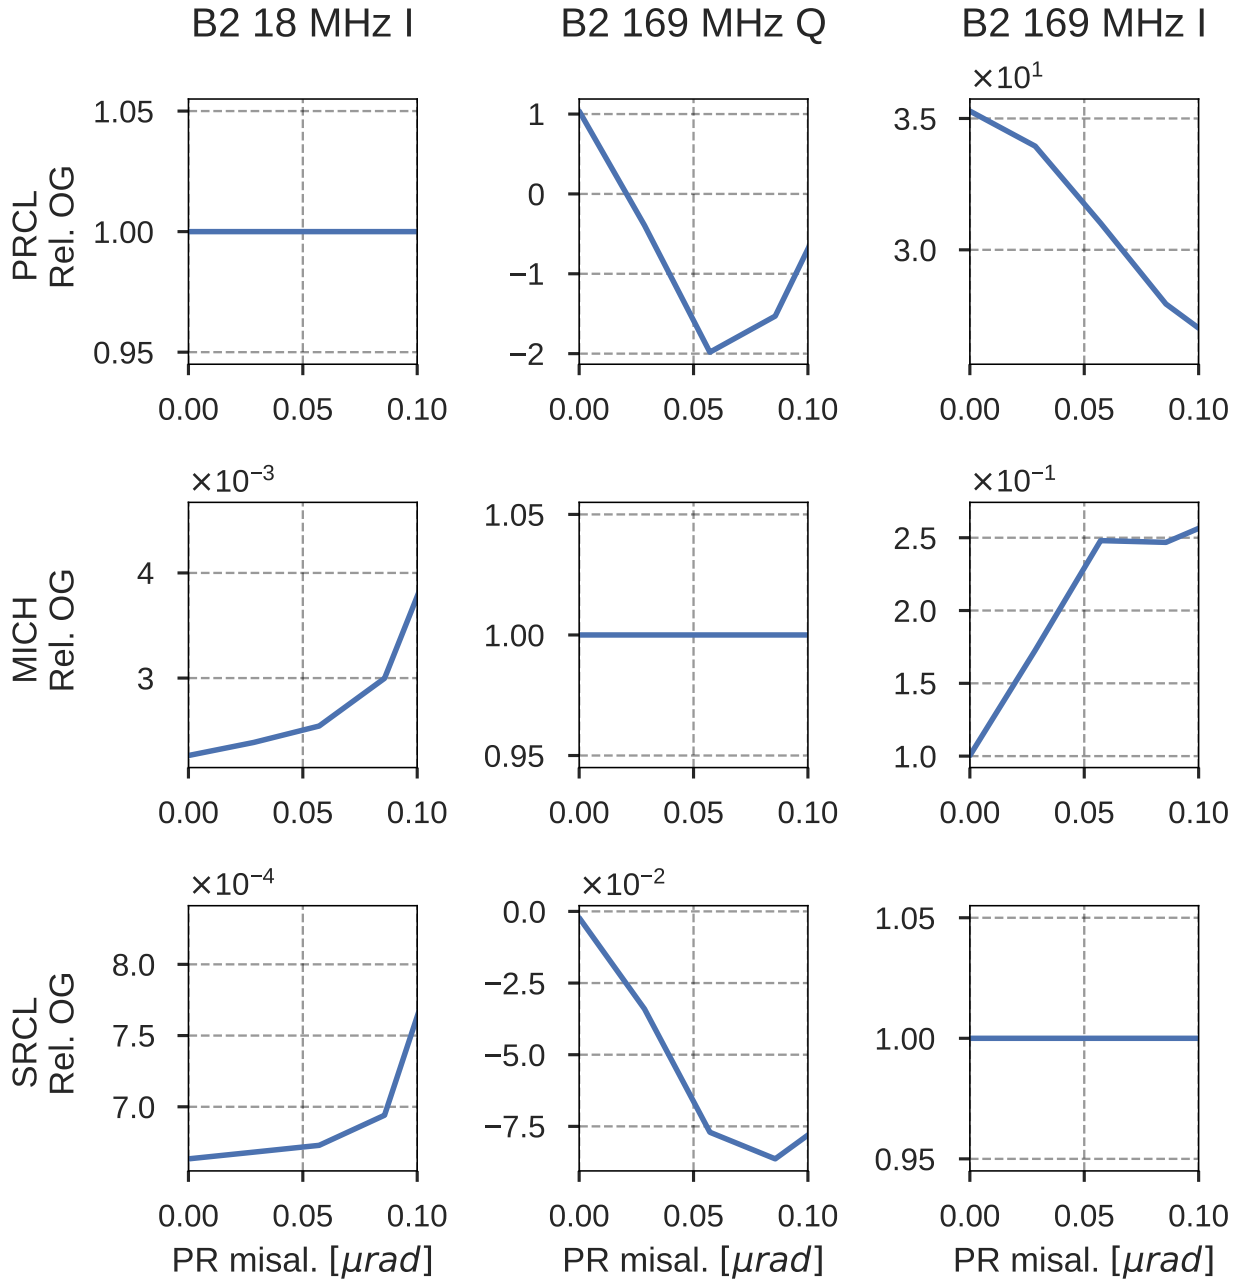 B2 18 MHz I
B2 169 MHz Q
B2 169 MHz I
PRCL
Rel. OG
1.05
1.00
0.95
0.00 0.05 0.10
1
0
−1
−2
0.00 0.05 0.10
×10¹
3.5
3.0
0.00 0.05 0.10
MICH
Rel. OG
×10⁻³
4
3
0.00 0.05 0.10
1.05
1.00
0.95
0.00 0.05 0.10
×10⁻¹
2.5
2.0
1.5
1.0
0.00 0.05 0.10
SRCL
Rel. OG
×10⁻⁴
8.0
7.5
7.0
0.00 0.05 0.10
PR misal. [μrad]
×10⁻²
0.0
−2.5
−5.0
−7.5
0.00 0.05 0.10
PR misal. [μrad]
1.05
1.00
0.95
0.00 0.05 0.10
PR misal. [μrad]